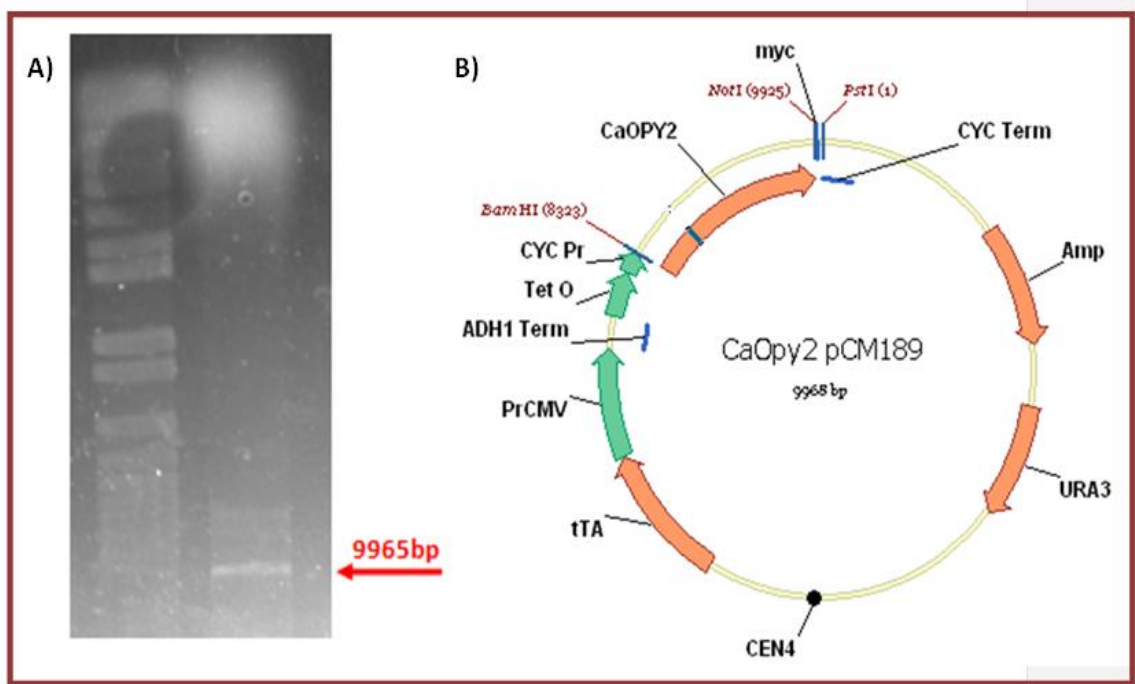 A)
9965bp
B)
myc
NotI (9925)
PstI (1)
CaOPY2
CYC Term
BamHI (8323)
CYC Pr
Amp
Tet O
ADH1 Term
CaOpy2 pCM189
9968 bp
PrCMV
URA3
tTA
CEN4